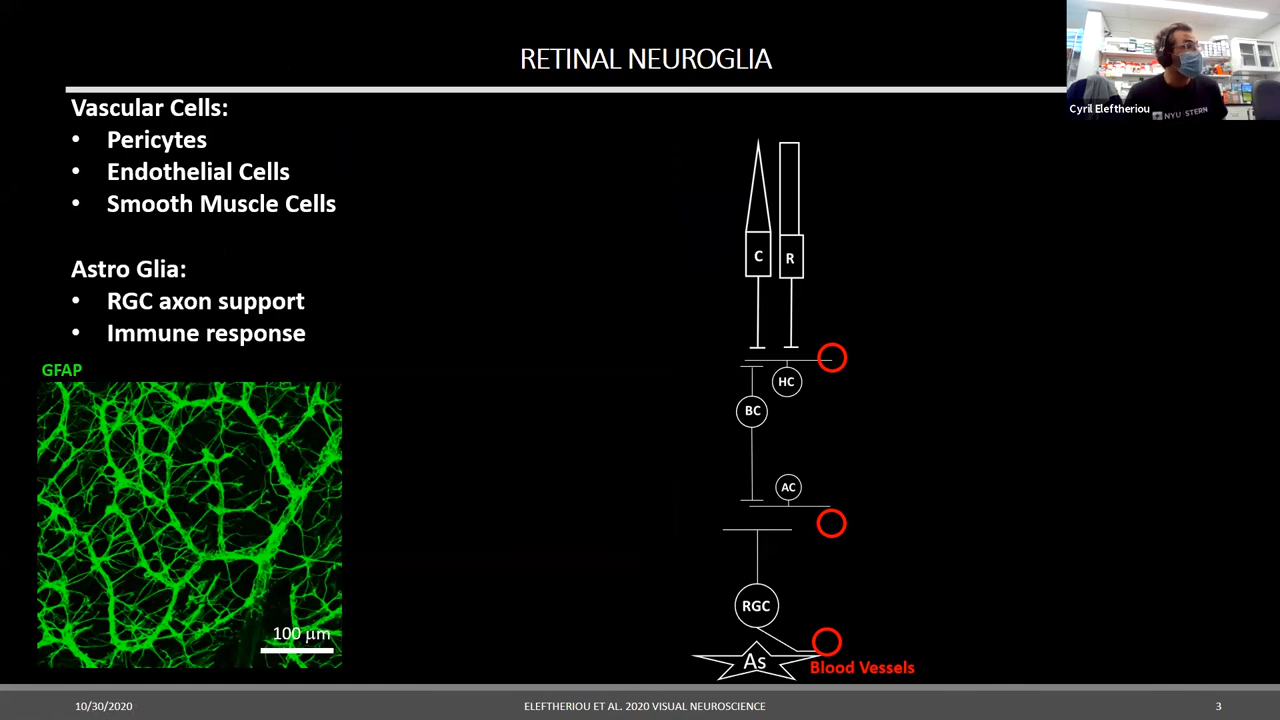 RETINAL NEUROGLIA
Cyril Eleftheriou
NYU STERN
Vascular Cells:
• Pericytes
• Endothelial Cells
• Smooth Muscle Cells
Astro Glia:
• RGC axon support
• Immune response
GFAP
100 µm
C
R
HC
BC
AC
RGC
As
Blood Vessels
10/30/2020
ELEFTHERIOU ET AL. 2020 VISUAL NEUROSCIENCE
3